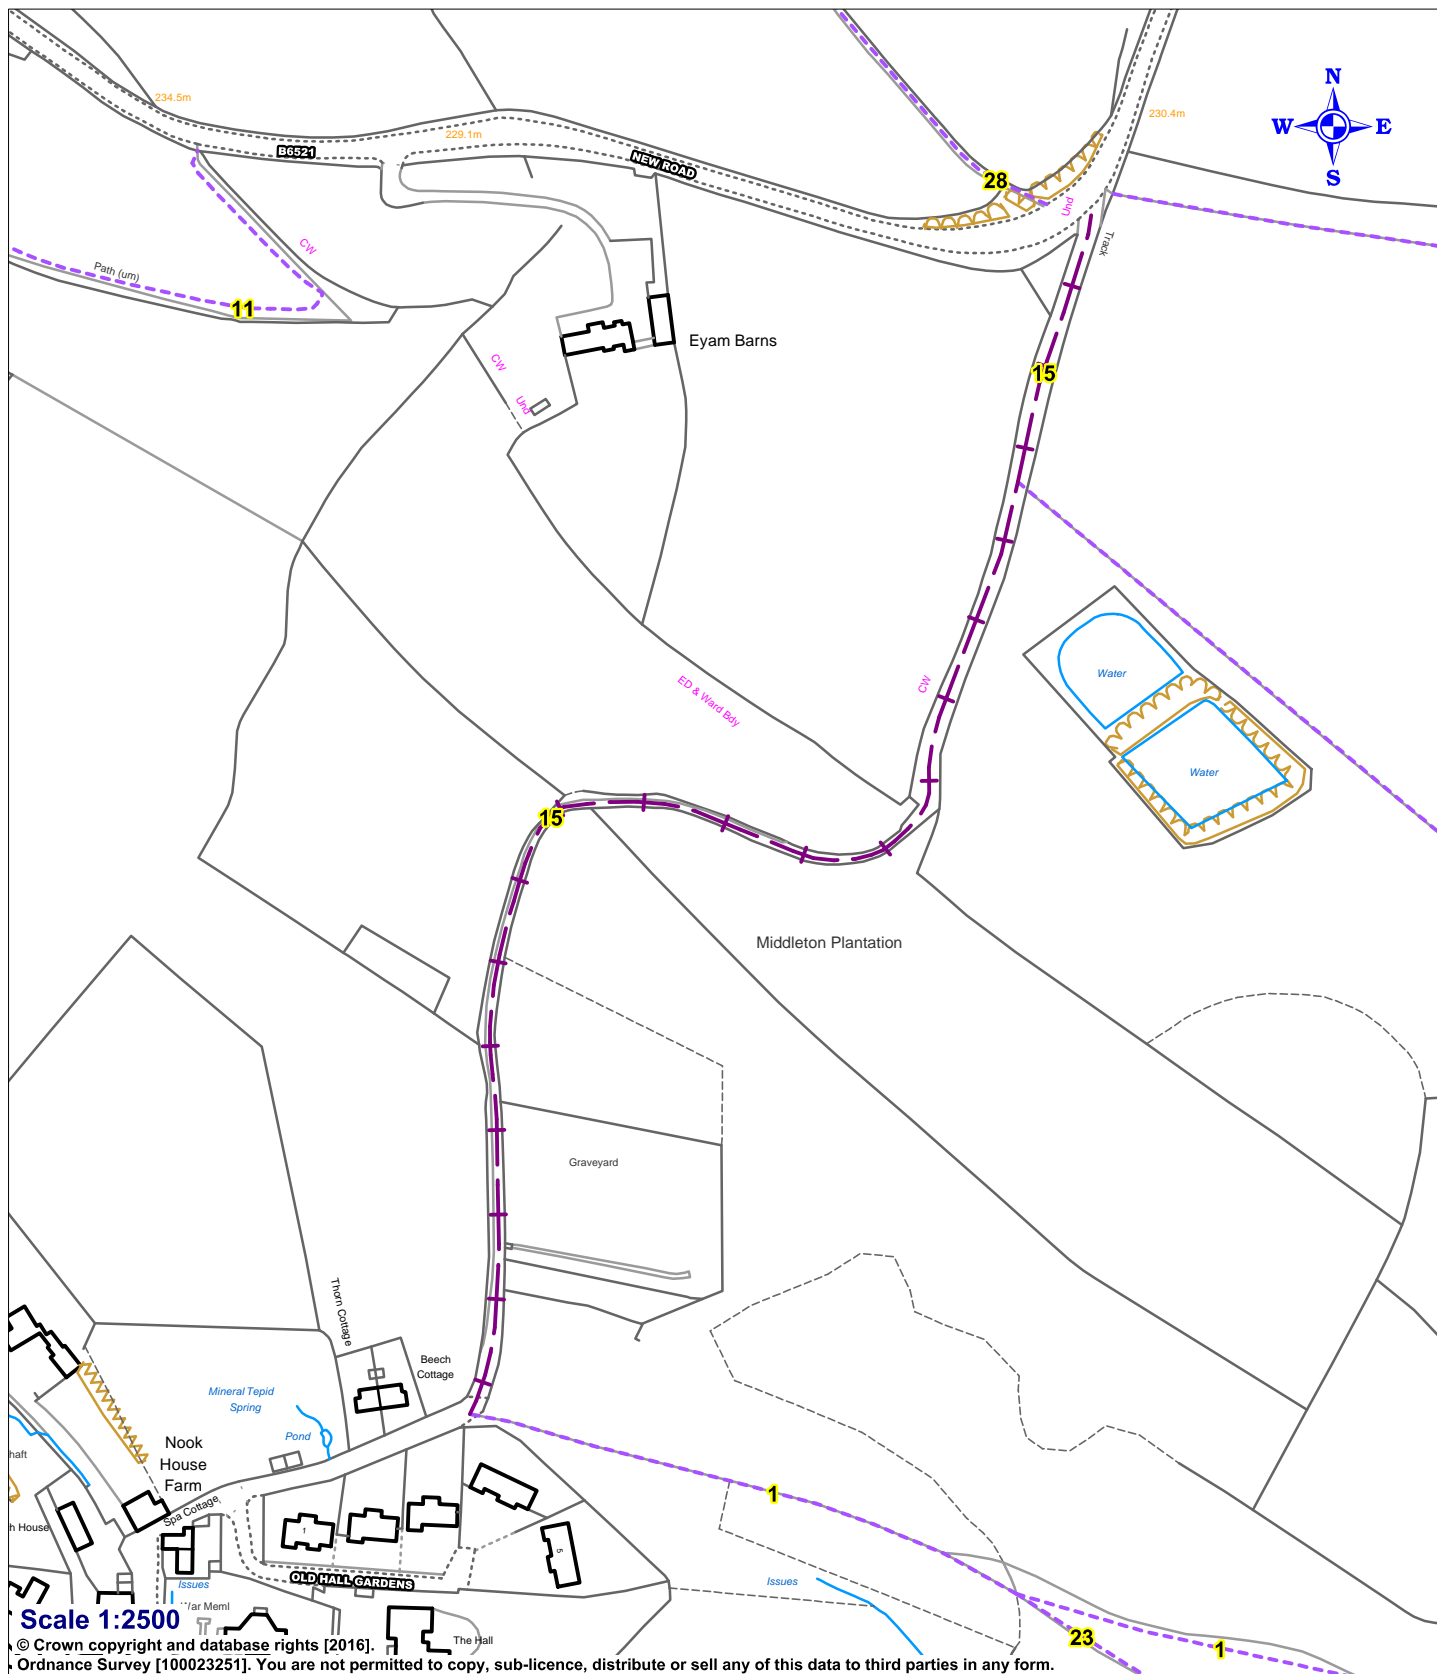 N
W E
S
234.5m
229.1m
230.4m
B6521
NEW ROAD
28
Und
Track
CW
Path (um)
11
Eyam Barns
CW
Und
15
Water
CW
ED & Ward Bdy
Water
15
Middleton Plantation
Graveyard
Thorn Cottage
Beech
Cottage
Mineral Tepid
Spring
Pond
Nook
House
Farm
haft
Spa Cottage
1
1
h House
5
OLD HALL GARDENS
Issues
Issues
War Meml
The Hall
23
1
Scale 1:2500
© Crown copyright and database rights [2016].
Ordnance Survey [100023251]. You are not permitted to copy, sub-licence, distribute or sell any of this data to third parties in any form.